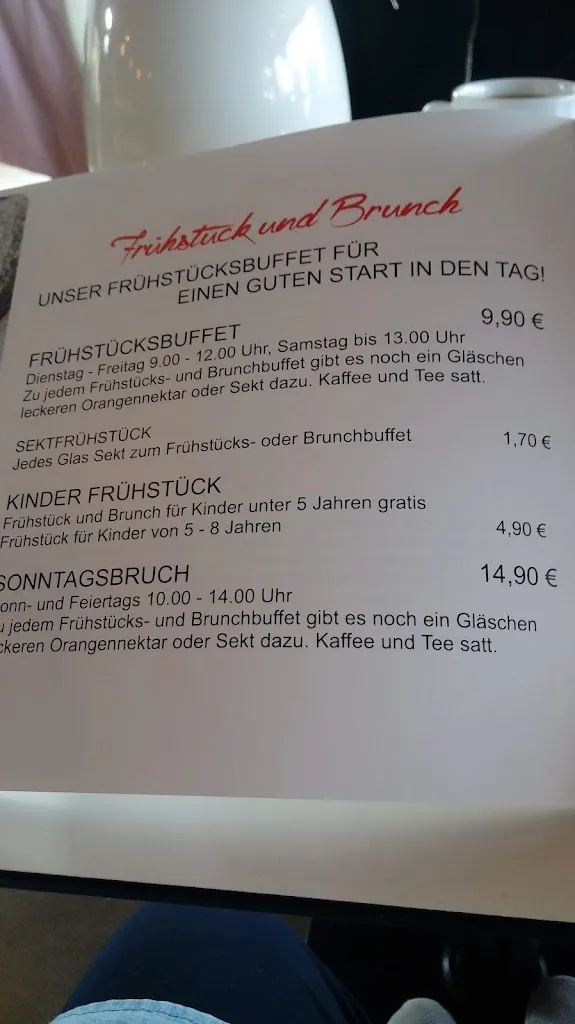 Frühstück und Brunch
UNSER FRÜHSTÜCKSBUFFET FÜR
EINEN GUTEN START IN DEN TAG!
FRÜHSTÜCKSBUFFET 9,90 €
Dienstag - Freitag 9.00 - 12.00 Uhr, Samstag bis 13.00 Uhr
Zu jedem Frühstücks- und Brunchbuffet gibt es noch ein Gläschen
leckeren Orangennektar oder Sekt dazu. Kaffee und Tee satt.
SEKTFRÜHSTÜCK
Jedes Glas Sekt zum Frühstücks- oder Brunchbuffet 1,70 €
KINDER FRÜHSTÜCK
Frühstück und Brunch für Kinder unter 5 Jahren gratis
Frühstück für Kinder von 5 - 8 Jahren 4,90 €
SONNTAGSBRUCH 14,90 €
onn- und Feiertags 10.00 - 14.00 Uhr
u jedem Frühstücks- und Brunchbuffet gibt es noch ein Gläschen
ckeren Orangennektar oder Sekt dazu. Kaffee und Tee satt.